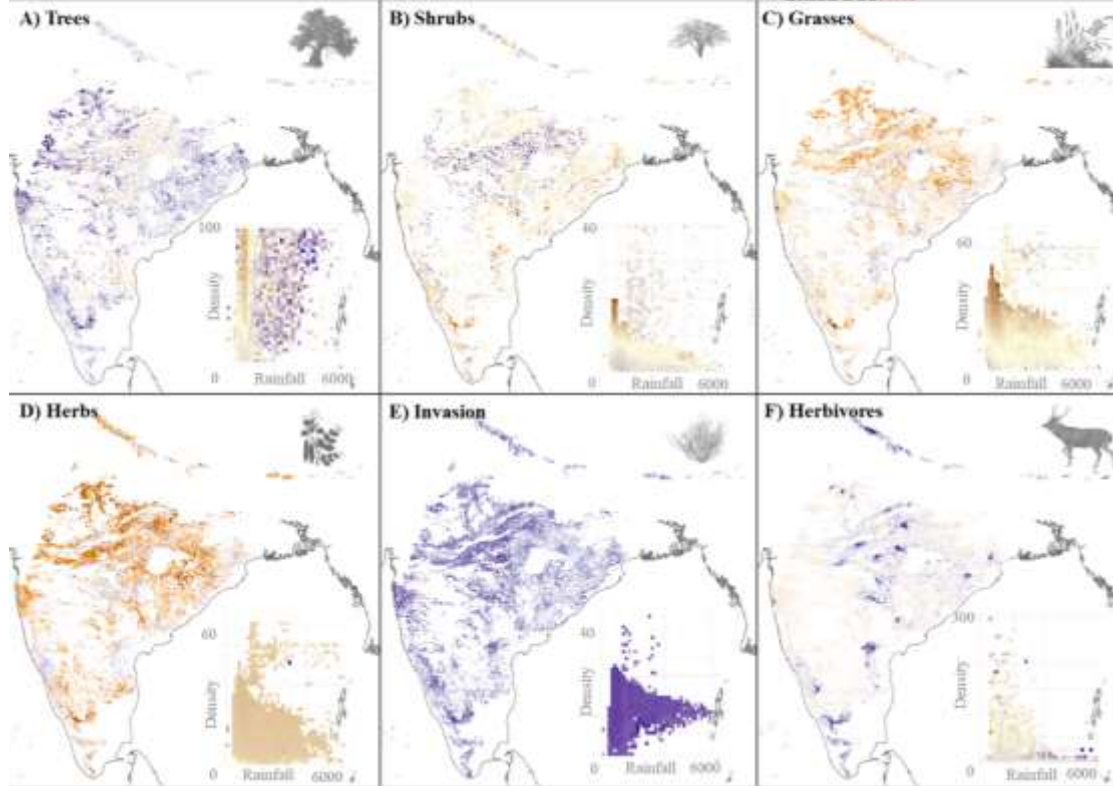 A) Trees
100
Density
0
Rainfall 6000
B) Shrubs
40
Density
0
Rainfall 6000
C) Grasses
60
Density
0
Rainfall 6000
D) Herbs
60
Density
0
Rainfall 6000
E) Invasion
40
Density
0
Rainfall 6000
F) Herbivores
300
Density
0
Rainfall 6000